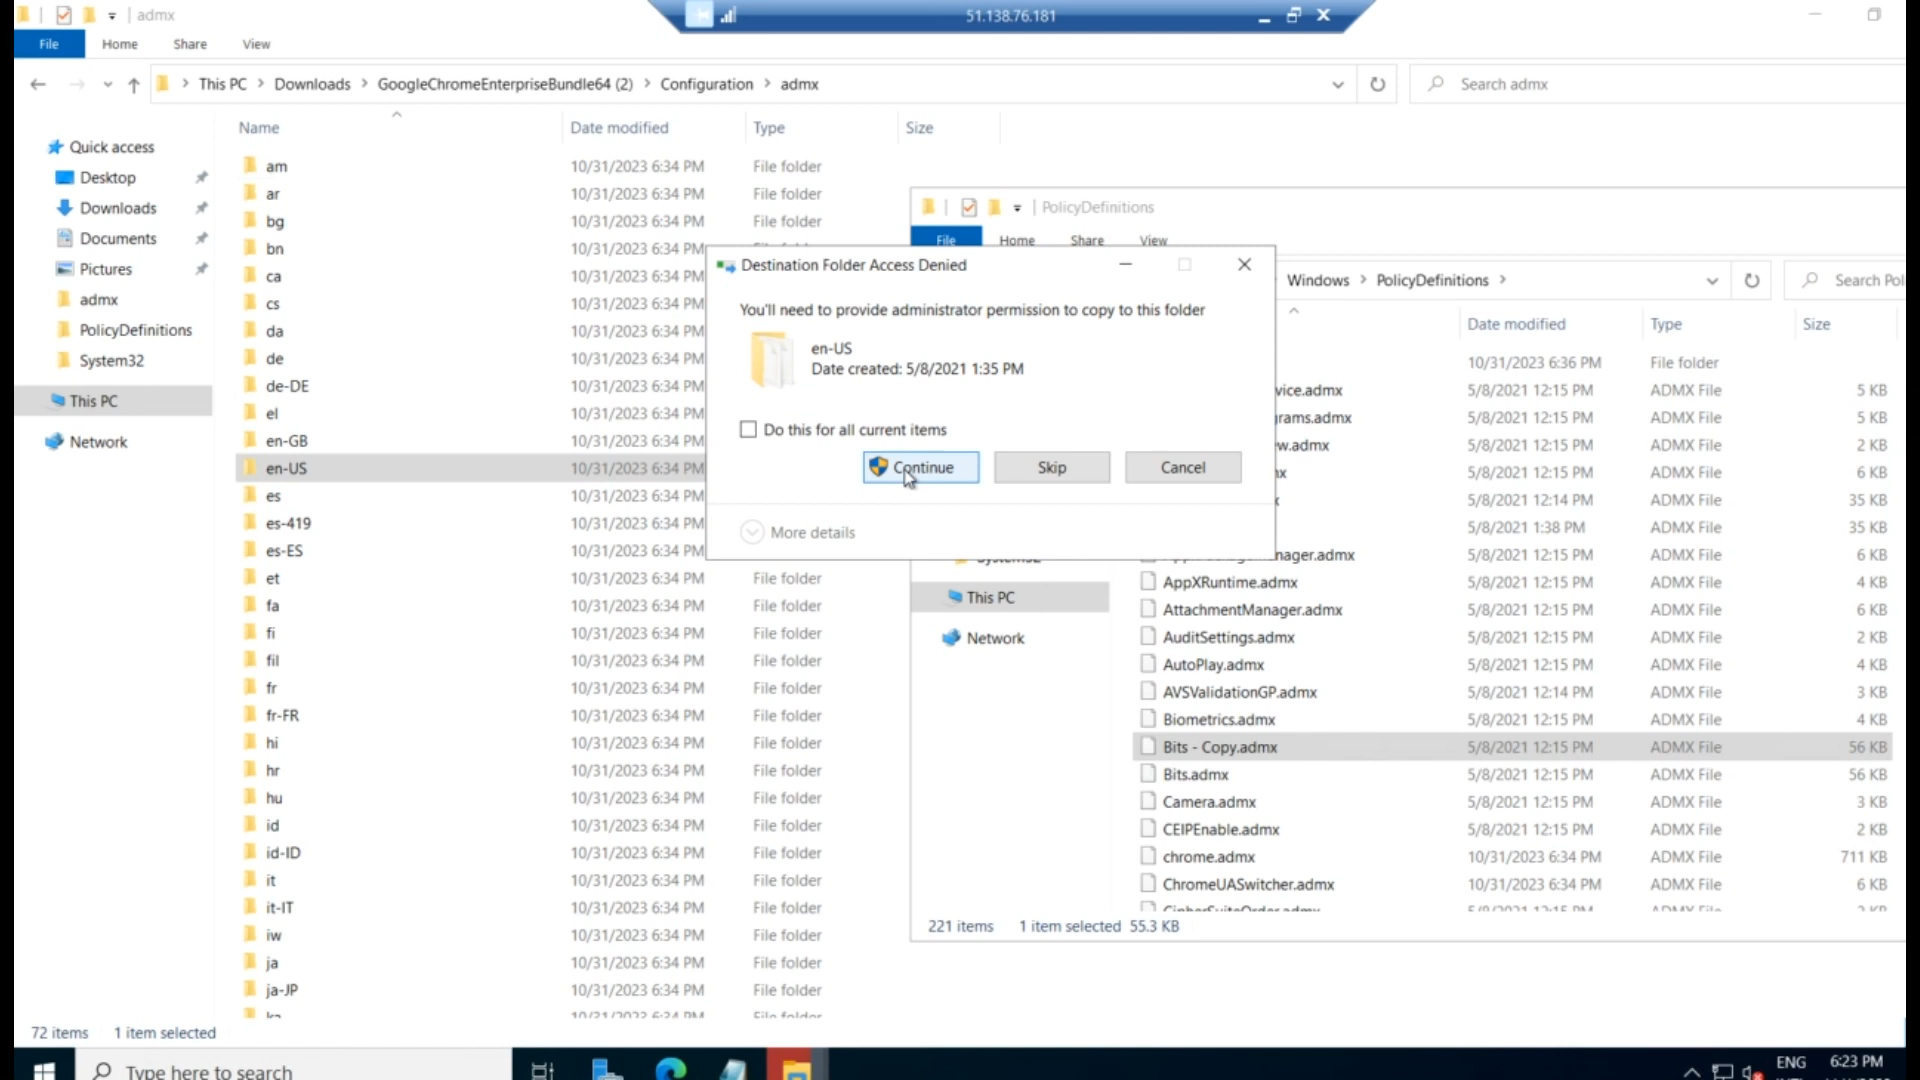 admx
51.138.76.181
File Home Share View
This PC Downloads GoogleChromeEnterpriseBundle64 (2) Configuration admx
Search admx
Name Date modified Type Size
Quick access
Desktop
Downloads
Documents
Pictures
admx
PolicyDefinitions
System32
This PC
Network
am 10/31/2023 6:34 PM File folder
ar 10/31/2023 6:34 PM File folder
bg 10/31/2023 6:34 PM File folder
bn 10/31/2023 6:34 PM
ca 10/31/2023 6:34 PM
cs 10/31/2023 6:34 PM
da 10/31/2023 6:34 PM
de 10/31/2023 6:34 PM
de-DE 10/31/2023 6:34 PM
el 10/31/2023 6:34 PM
en-GB 10/31/2023 6:34 PM
en-US 10/31/2023 6:34 PM
es 10/31/2023 6:34 PM
es-419 10/31/2023 6:34 PM
es-ES 10/31/2023 6:34 PM
et 10/31/2023 6:34 PM File folder
fa 10/31/2023 6:34 PM File folder
fi 10/31/2023 6:34 PM File folder
fil 10/31/2023 6:34 PM File folder
fr 10/31/2023 6:34 PM File folder
fr-FR 10/31/2023 6:34 PM File folder
hi 10/31/2023 6:34 PM File folder
hr 10/31/2023 6:34 PM File folder
hu 10/31/2023 6:34 PM File folder
id 10/31/2023 6:34 PM File folder
id-ID 10/31/2023 6:34 PM File folder
it 10/31/2023 6:34 PM File folder
it-IT 10/31/2023 6:34 PM File folder
iw 10/31/2023 6:34 PM File folder
ja 10/31/2023 6:34 PM File folder
ja-JP 10/31/2023 6:34 PM File folder
72 items 1 item selected
PolicyDefinitions
File Home Share View
Windows PolicyDefinitions
Search Pol
Date modified Type Size
10/31/2023 6:36 PM File folder
vice.admx 5/8/2021 12:15 PM ADMX File 5 KB
grams.admx 5/8/2021 12:15 PM ADMX File 5 KB
w.admx 5/8/2021 12:15 PM ADMX File 2 KB
5/8/2021 12:15 PM ADMX File 6 KB
5/8/2021 12:14 PM ADMX File 35 KB
5/8/2021 1:38 PM ADMX File 35 KB
nager.admx 5/8/2021 12:15 PM ADMX File 6 KB
AppXRuntime.admx 5/8/2021 12:15 PM ADMX File 4 KB
AttachmentManager.admx 5/8/2021 12:15 PM ADMX File 6 KB
AuditSettings.admx 5/8/2021 12:15 PM ADMX File 2 KB
AutoPlay.admx 5/8/2021 12:15 PM ADMX File 4 KB
AVSValidationGP.admx 5/8/2021 12:14 PM ADMX File 3 KB
Biometrics.admx 5/8/2021 12:15 PM ADMX File 4 KB
Bits - Copy.admx 5/8/2021 12:15 PM ADMX File 56 KB
Bits.admx 5/8/2021 12:15 PM ADMX File 56 KB
Camera.admx 5/8/2021 12:15 PM ADMX File 3 KB
CEIPEnable.admx 5/8/2021 12:15 PM ADMX File 2 KB
chrome.admx 10/31/2023 6:34 PM ADMX File 711 KB
ChromeUASwitcher.admx 10/31/2023 6:34 PM ADMX File 6 KB
This PC
Network
221 items 1 item selected 55.3 KB
Destination Folder Access Denied
You'll need to provide administrator permission to copy to this folder
en-US
Date created: 5/8/2021 1:35 PM
Do this for all current items
Continue Skip Cancel
More details
Type here to search
ENG 6:23 PM